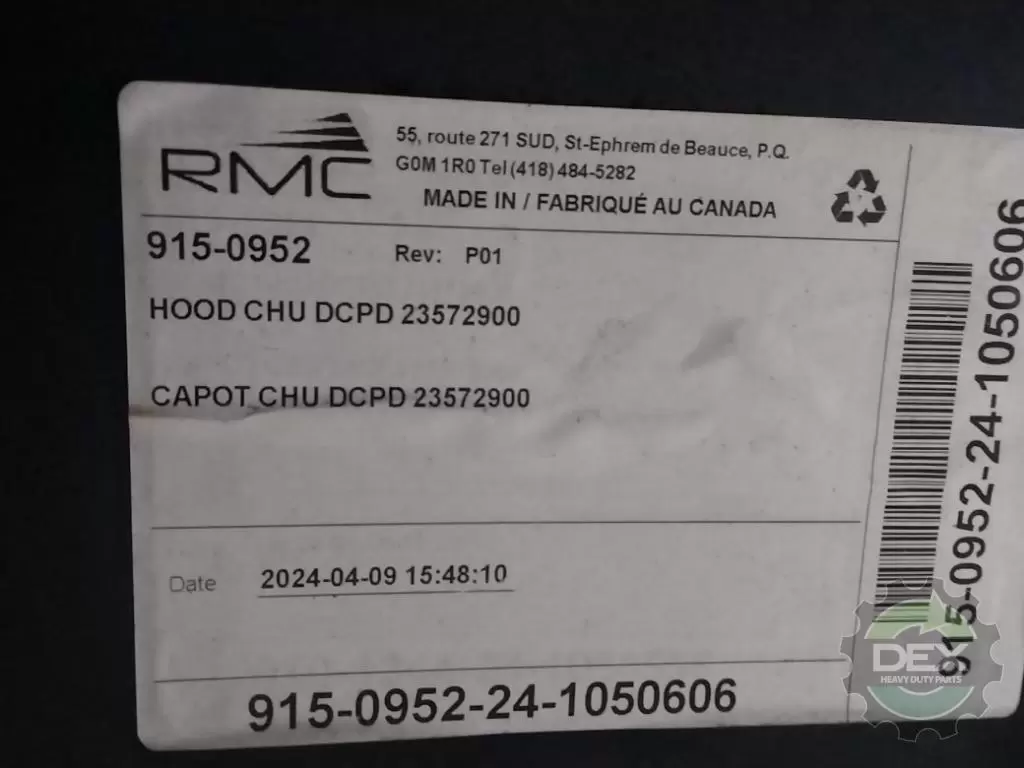 RMC
55, route 271 SUD, St-Ephrem de Beauce, P.Q.
G0M 1R0 Tel (418) 484-5282
MADE IN / FABRIQUÉ AU CANADA
915-0952 Rev: P01
HOOD CHU DCPD 23572900
CAPOT CHU DCPD 23572900
Date 2024-04-09 15:48:10
915-0952-24-1050606
915-0952-24-1050606
DEX
HEAVY DUTY PARTS